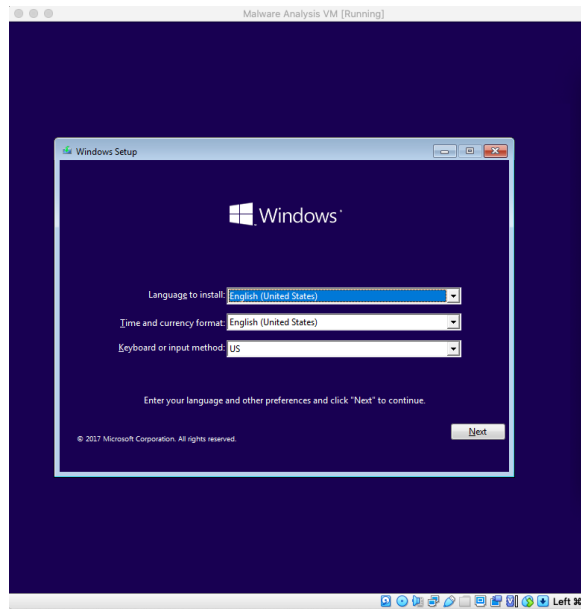 Malware Analysis VM [Running]
Windows Setup
Windows
Language to install: English (United States)
Time and currency format: English (United States)
Keyboard or input method: US
Enter your language and other preferences and click "Next" to continue.
© 2017 Microsoft Corporation. All rights reserved.
Next
Left ⌘